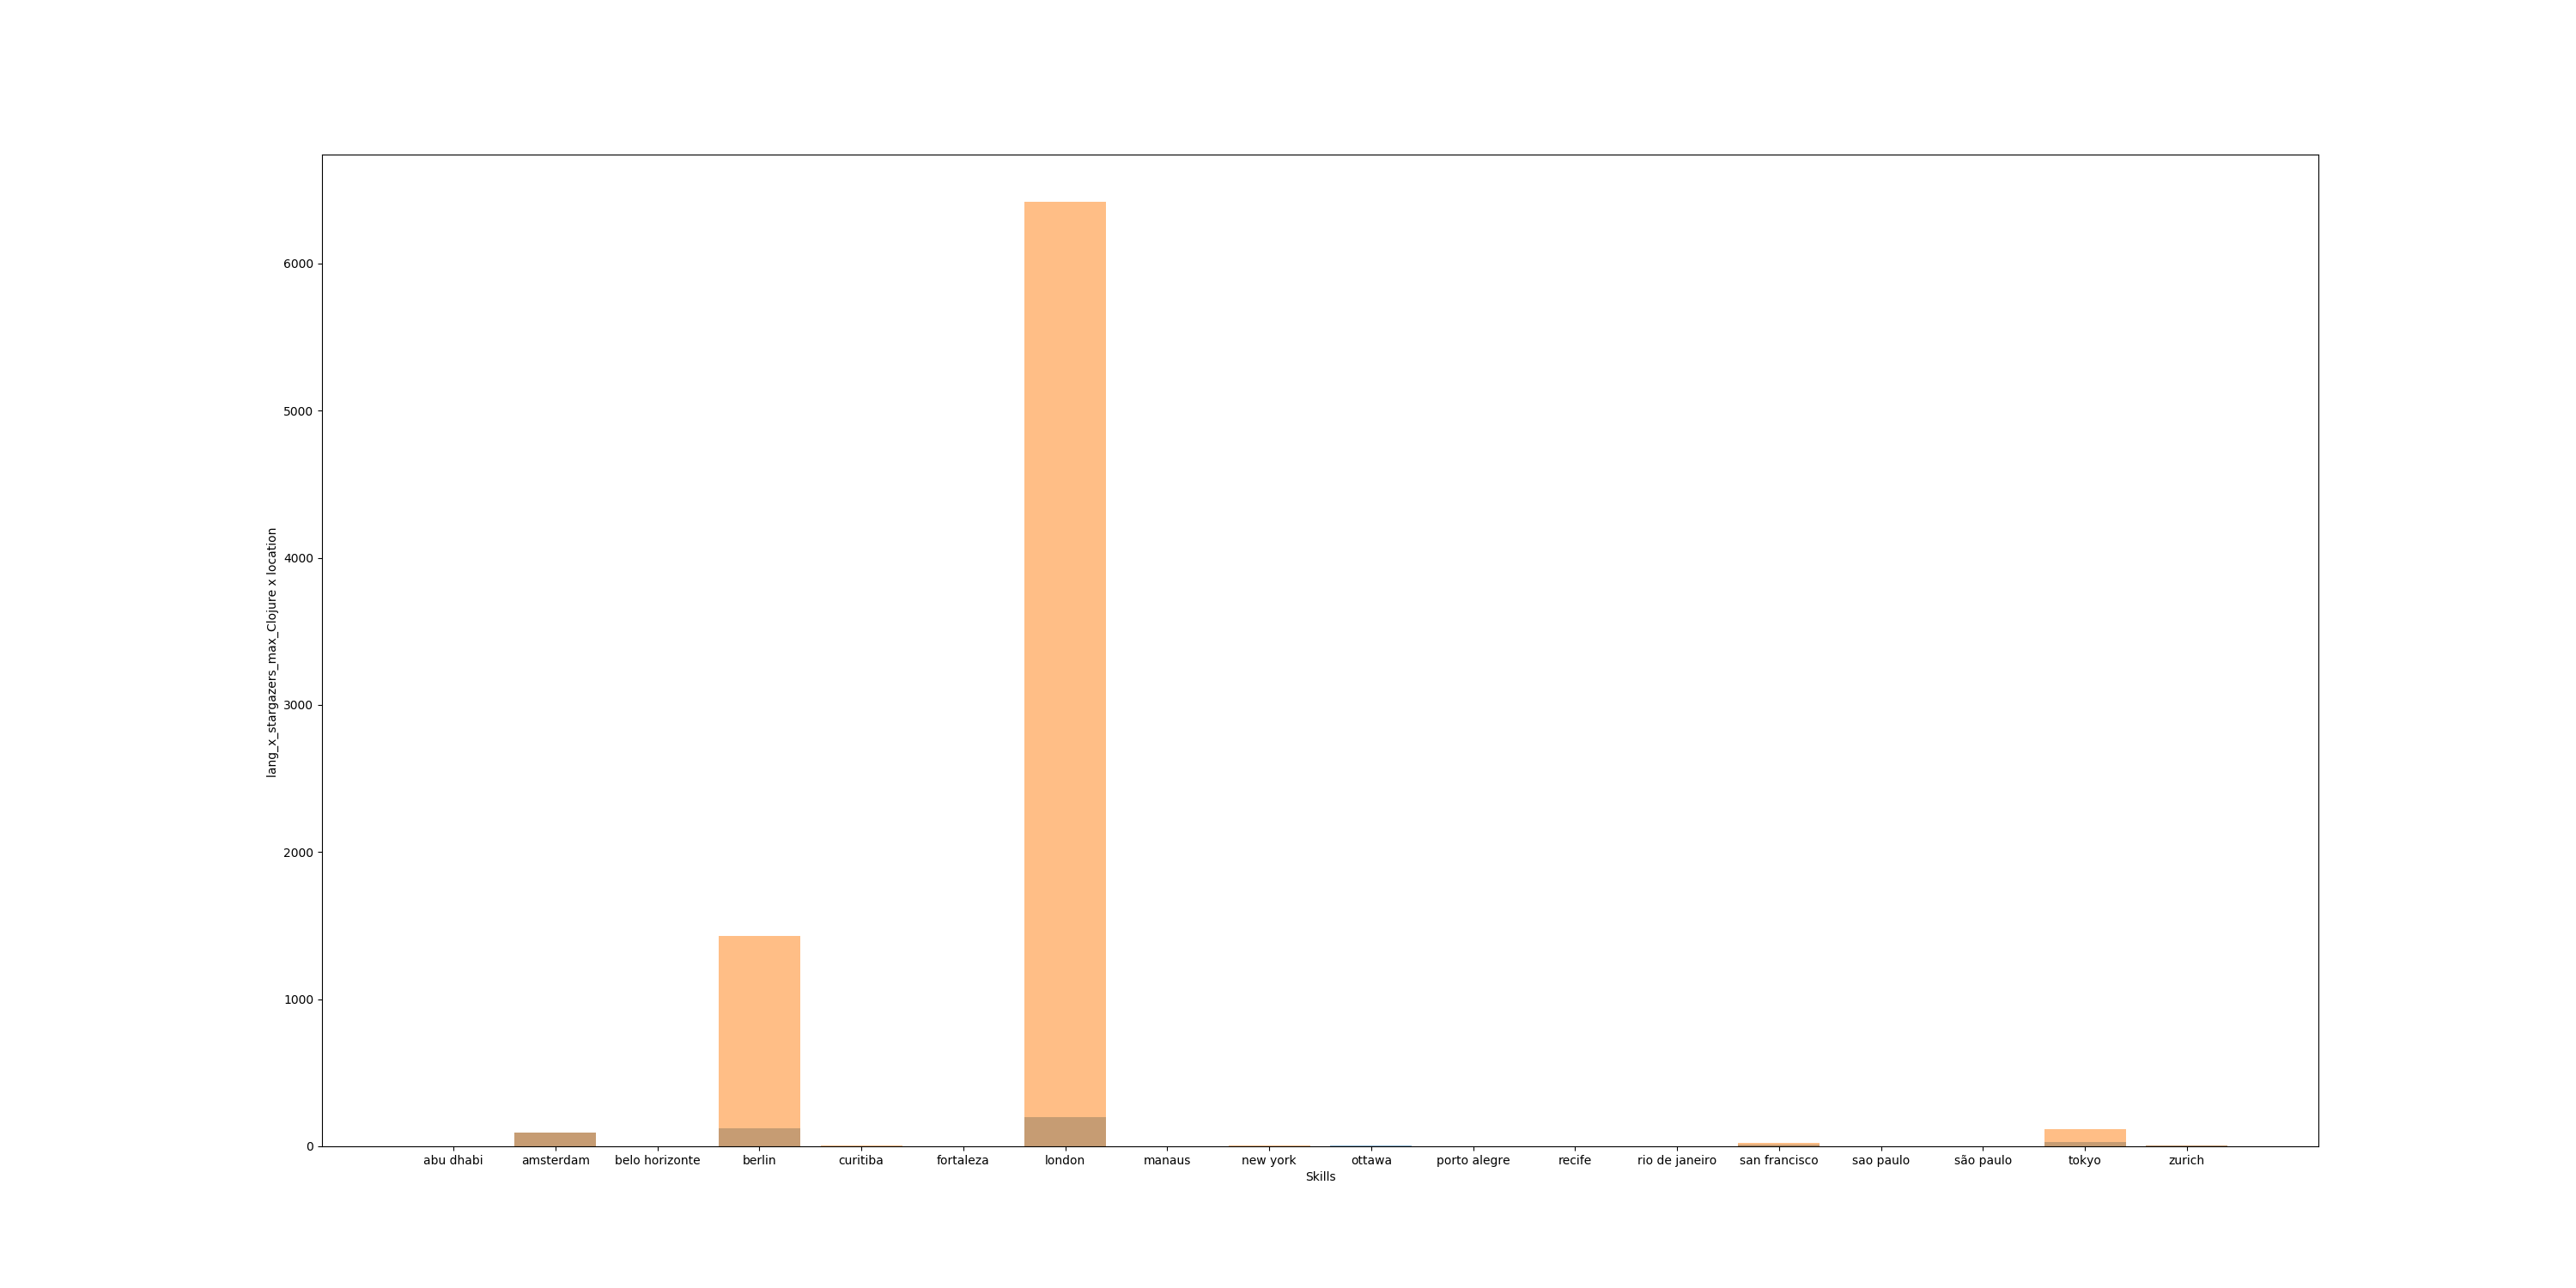 lang_x_stargazers_max_Clojure x location
6000
5000
4000
3000
2000
1000
0
abu dhabi amsterdam belo horizonte berlin curitiba fortaleza london manaus new york ottawa porto alegre recife rio de janeiro san francisco sao paulo são paulo tokyo zurich
Skills